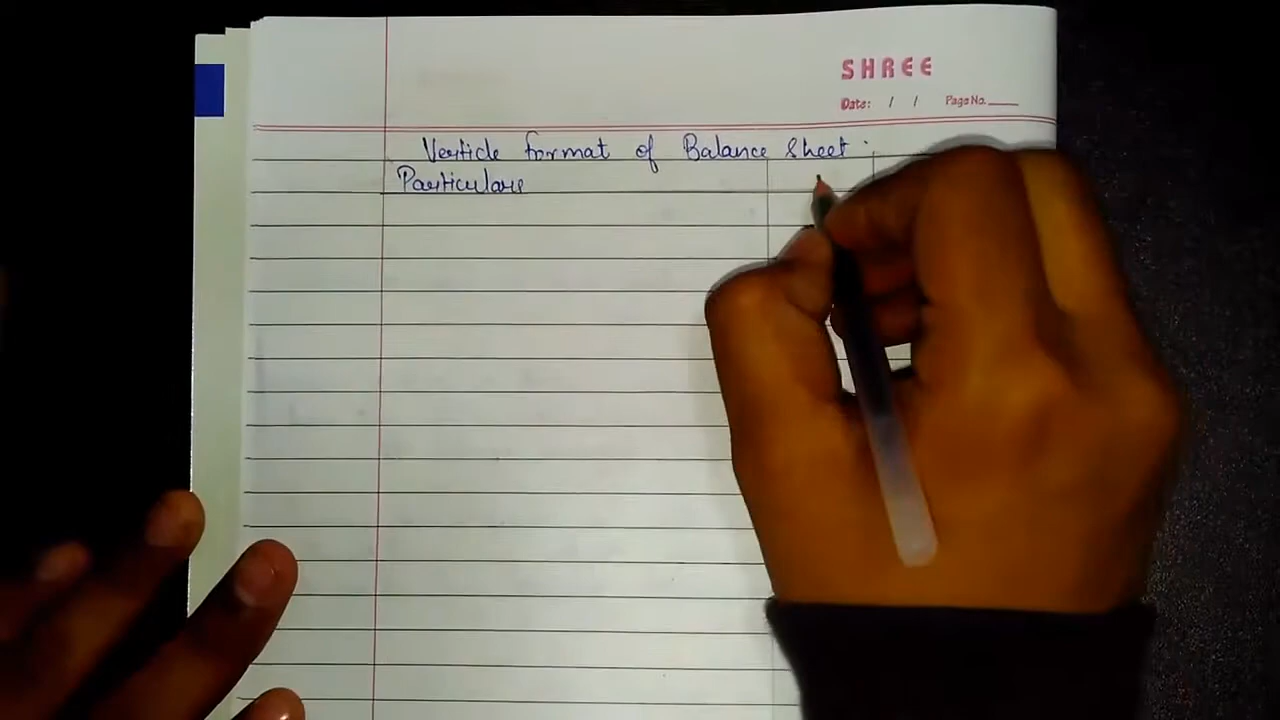 SHREE
Date: / / Page No.
Verticle format of Balance Sheet :
Particulars